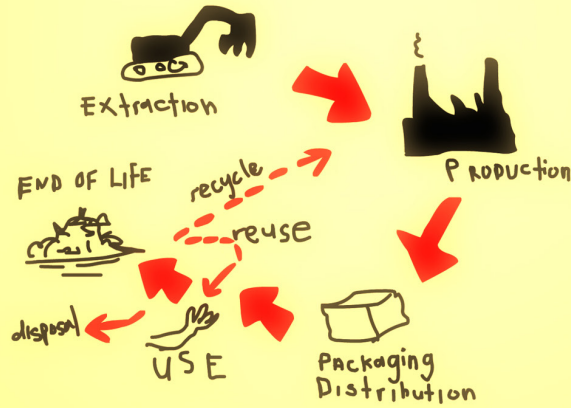 Extraction
PRODUCTION
END OF LIFE
recycle
reuse
disposal
USE
Packaging
Distribution